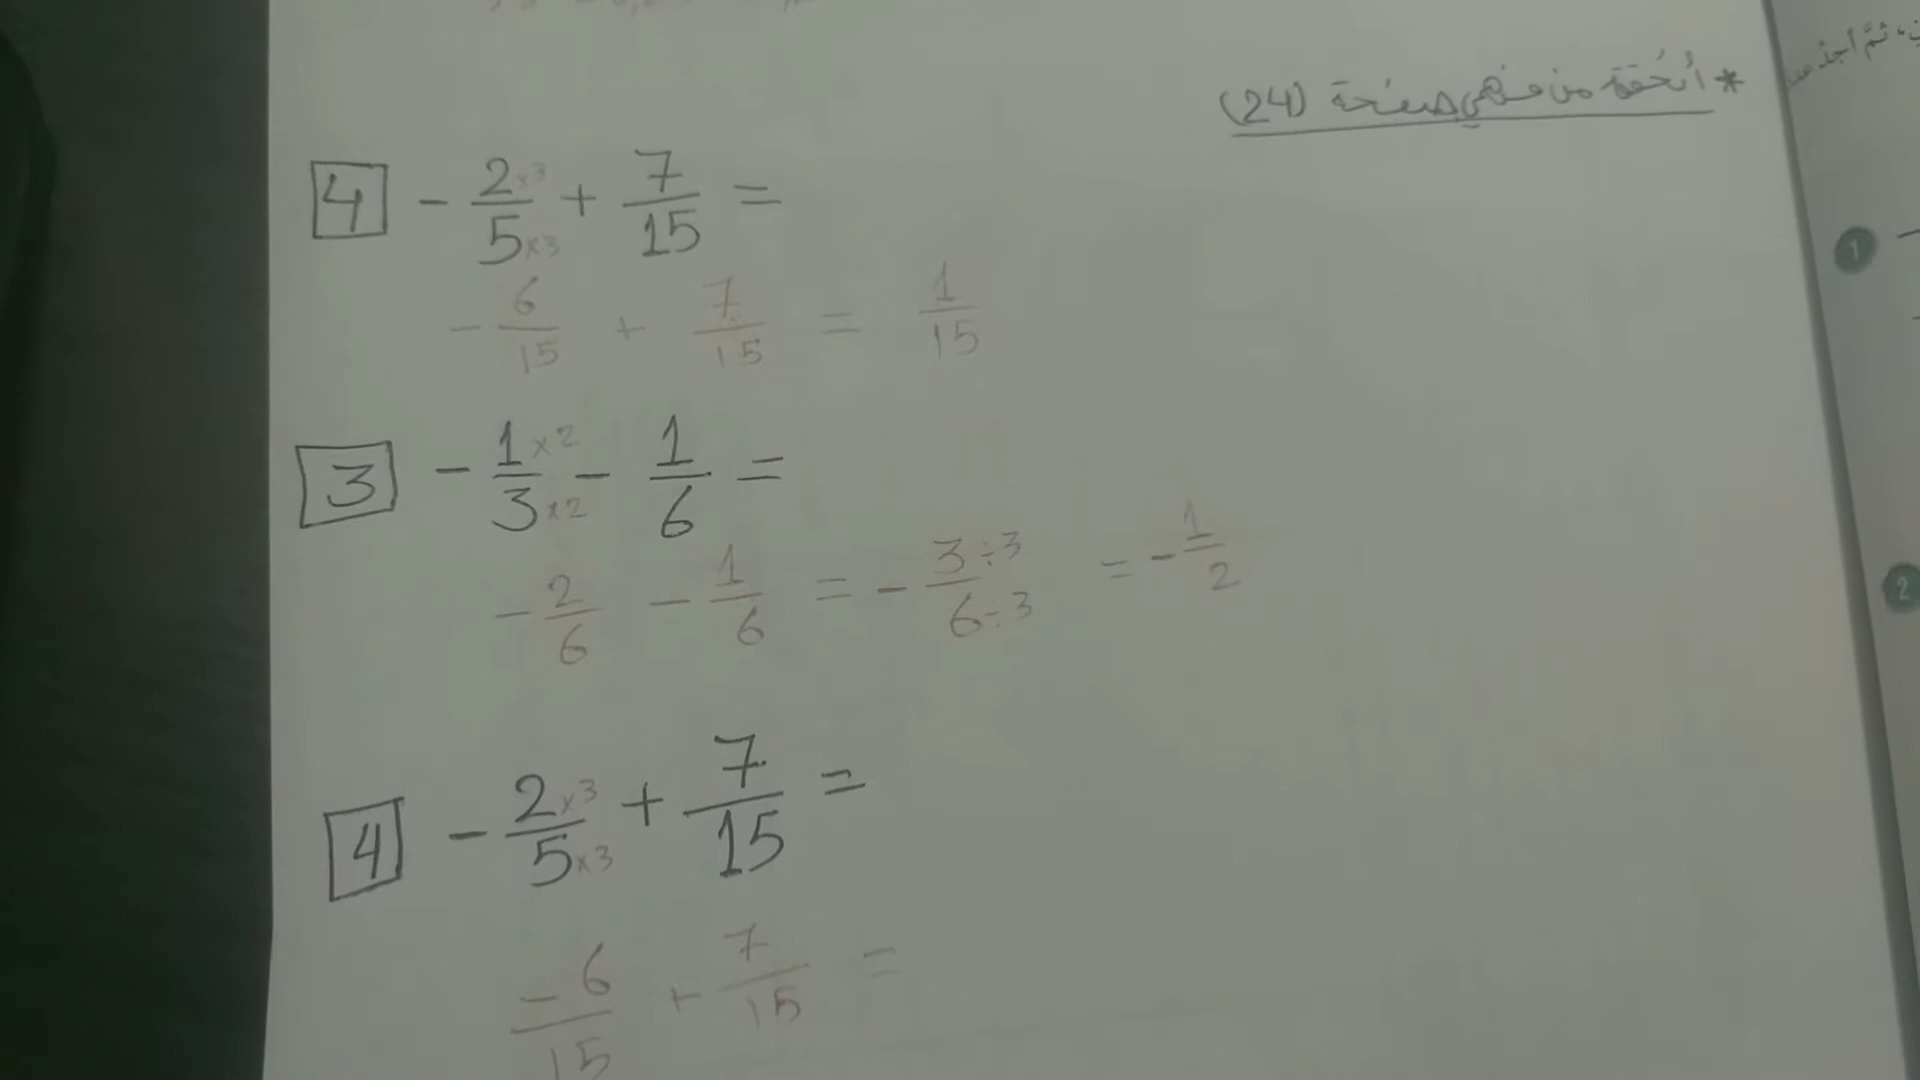 * أتحقق من فهمي صفحة (24)
4 - 2×3/5×3 + 7/15 =
- 6/15 + 7/15 = 1/15
3 - 1×2/3×2 - 1/6 =
- 2/6 - 1/6 = - 3÷3/6÷3 = - 1/2
4 - 2×3/5×3 + 7/15 =
-6/15 + 7/15 =
1
2